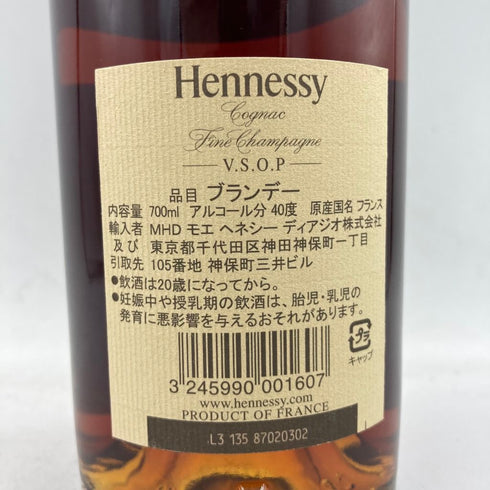 Hennessy
Cognac
Fine Champagne
V.S.O.P
品目 ブランデー
内容量 700ml アルコール分 40度 原産国名 フランス
輸入者 MHD モエ ヘネシー ディアジオ株式会社
及 び 東京都千代田区神田神保町一丁目
引取先 105番地 神保町三井ビル
●飲酒は20歳になってから。
●妊娠中や授乳期の飲酒は、胎児・乳児の
発育に悪影響を与えるおそれがあります。
プラ
キャップ
3 245990 001607
www.hennessy.com
PRODUCT OF FRANCE
L3 135 87020302